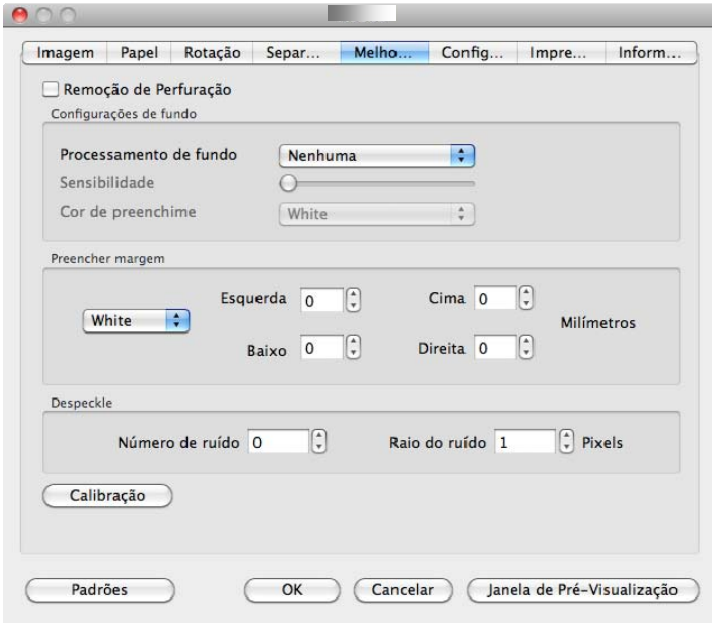 Imagem Papel Rotação Separ... Melho... Config... Impre... Inform...
Remoção de Perfuração
Configurações de fundo
Processamento de fundo Nenhuma
Sensibilidade
Cor de preenchime White
Preencher margem
Esquerda 0 Cima 0
White Milímetros
Baixo 0 Direita 0
Despeckle
Número de ruído 0 Raio do ruído 1 Pixels
Calibração
Padrões OK Cancelar Janela de Pré-Visualização